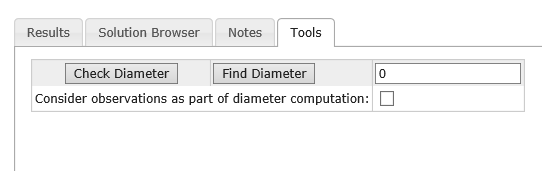 Results Solution Browser Notes Tools
Check Diameter Find Diameter 0
Consider observations as part of diameter computation: